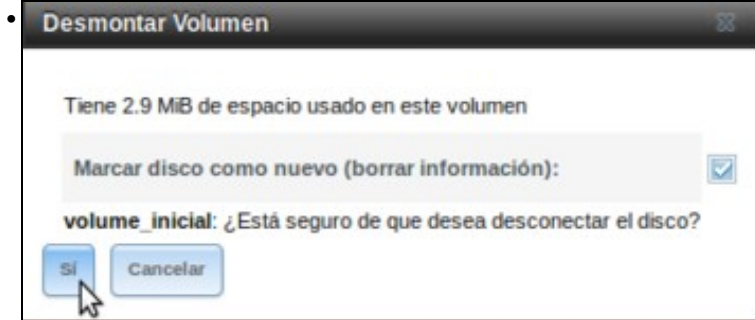 Desmontar Volumen
Tiene 2.9 MiB de espacio usado en este volumen
Marcar disco como nuevo (borrar información):
volume_inicial: ¿Está seguro de que desea desconectar el disco?
Sí
Cancelar